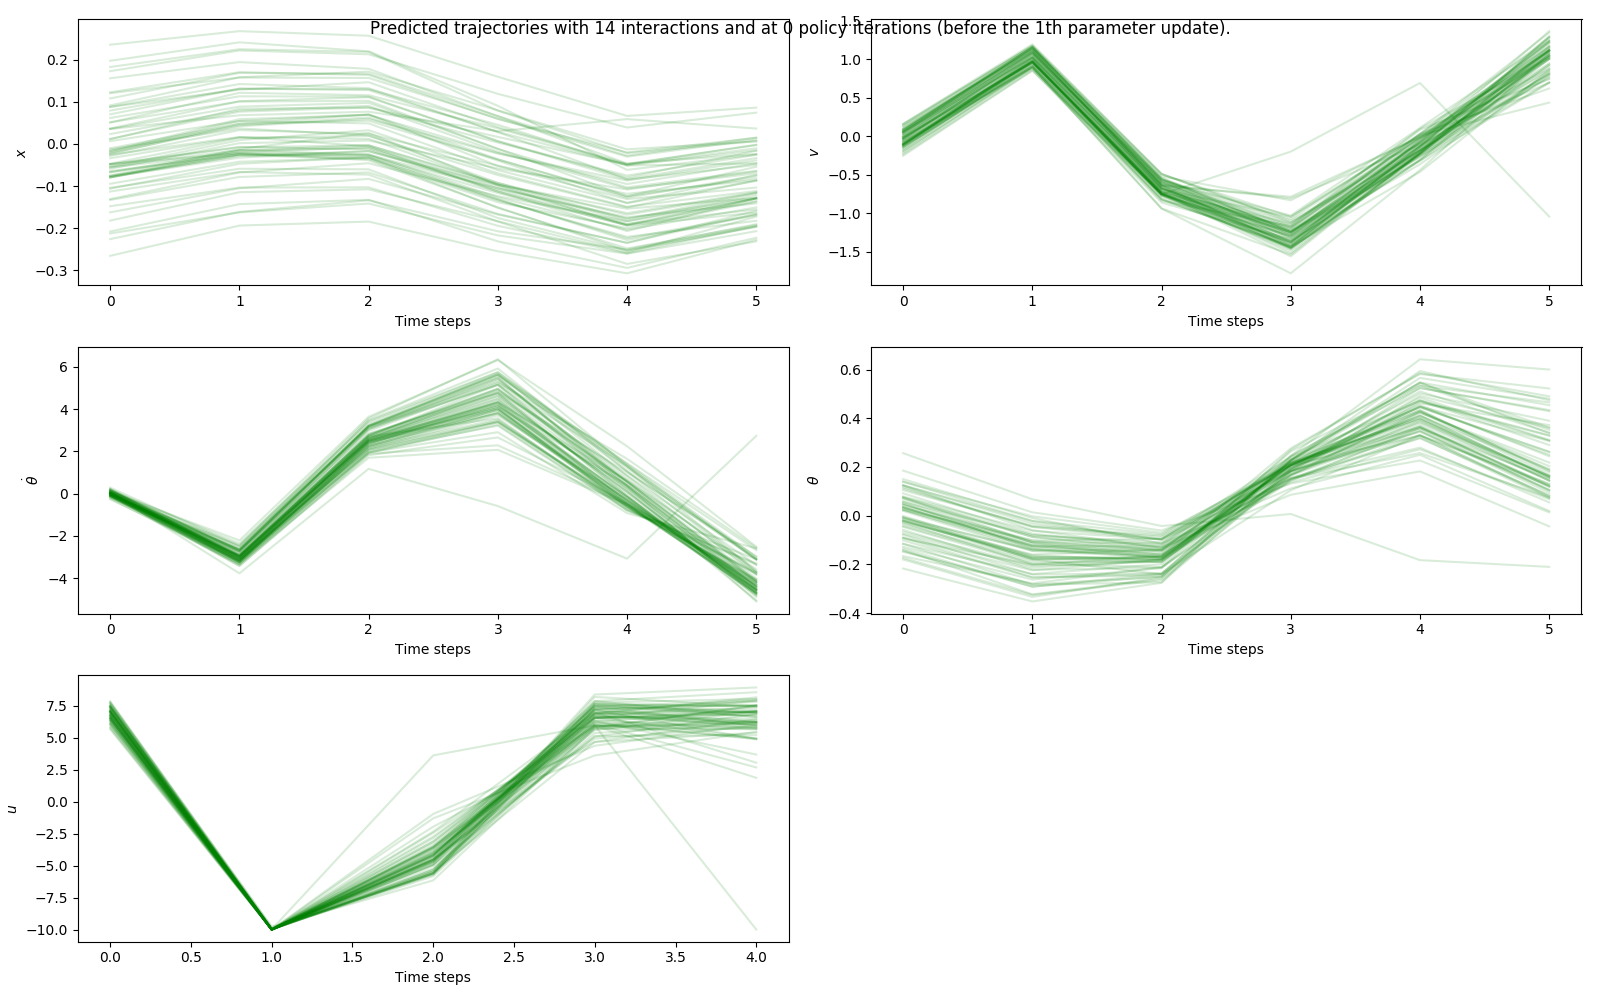 Predicted trajectories with 14 interactions and at 0 policy iterations (before the 1th parameter update).
0.2
0.1
0.0
−0.1
−0.2
−0.3
x
0 1 2 3 4 5
Time steps
1.5
1.0
0.5
0.0
−0.5
−1.0
−1.5
v
0 1 2 3 4 5
Time steps
6
4
2
0
−2
−4
θ̇
0 1 2 3 4 5
Time steps
0.6
0.4
0.2
0.0
−0.2
−0.4
θ
0 1 2 3 4 5
Time steps
7.5
5.0
2.5
0.0
−2.5
−5.0
−7.5
−10.0
u
0.0 0.5 1.0 1.5 2.0 2.5 3.0 3.5 4.0
Time steps